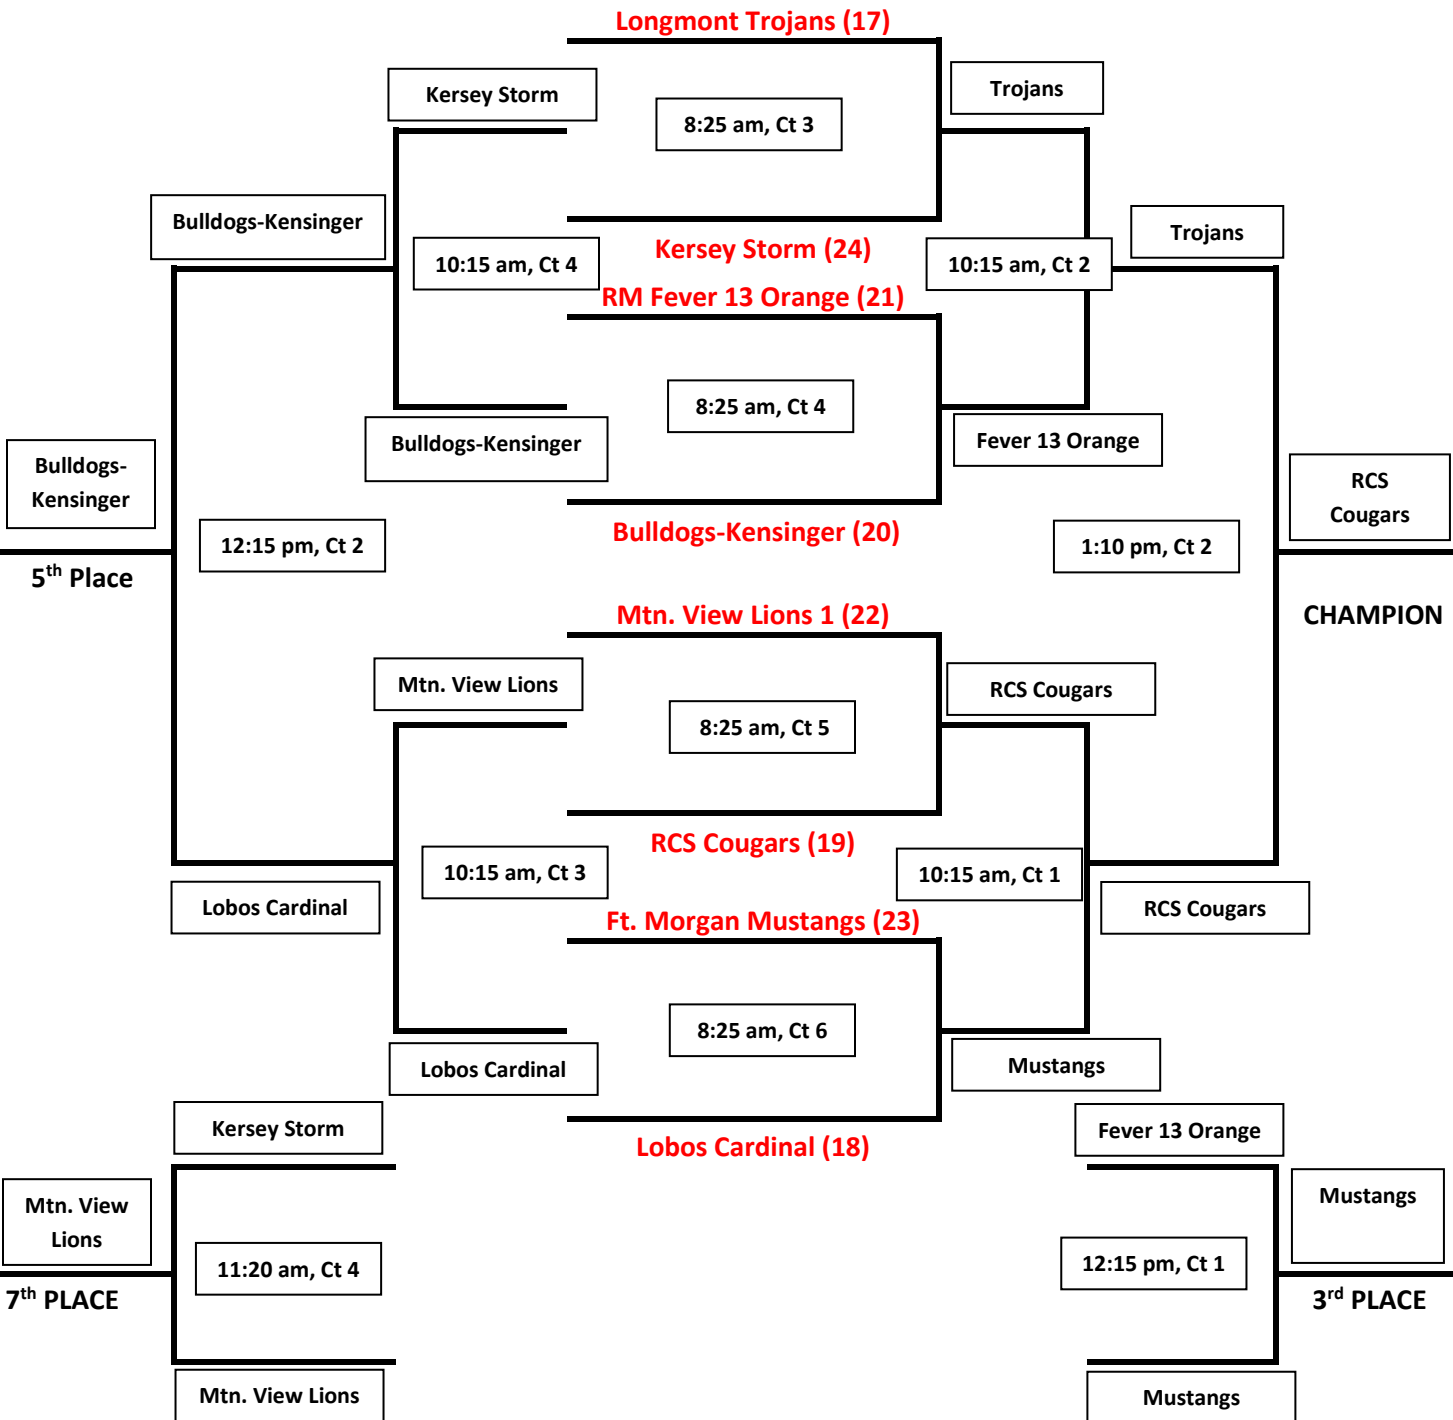 Longmont Trojans (17)
Kersey Storm
Trojans
8:25 am, Ct 3
Bulldogs-Kensinger
Trojans
Kersey Storm (24)
10:15 am, Ct 4
10:15 am, Ct 2
RM Fever 13 Orange (21)
8:25 am, Ct 4
Bulldogs-Kensinger
Fever 13 Orange
Bulldogs-
Kensinger
RCS
Cougars
Bulldogs-Kensinger (20)
12:15 pm, Ct 2
1:10 pm, Ct 2
5th Place
CHAMPION
Mtn. View Lions 1 (22)
Mtn. View Lions
RCS Cougars
8:25 am, Ct 5
RCS Cougars (19)
10:15 am, Ct 3
10:15 am, Ct 1
Lobos Cardinal
RCS Cougars
Ft. Morgan Mustangs (23)
8:25 am, Ct 6
Lobos Cardinal
Mustangs
Kersey Storm
Fever 13 Orange
Lobos Cardinal (18)
Mtn. View
Lions
Mustangs
11:20 am, Ct 4
12:15 pm, Ct 1
7th PLACE
3rd PLACE
Mtn. View Lions
Mustangs